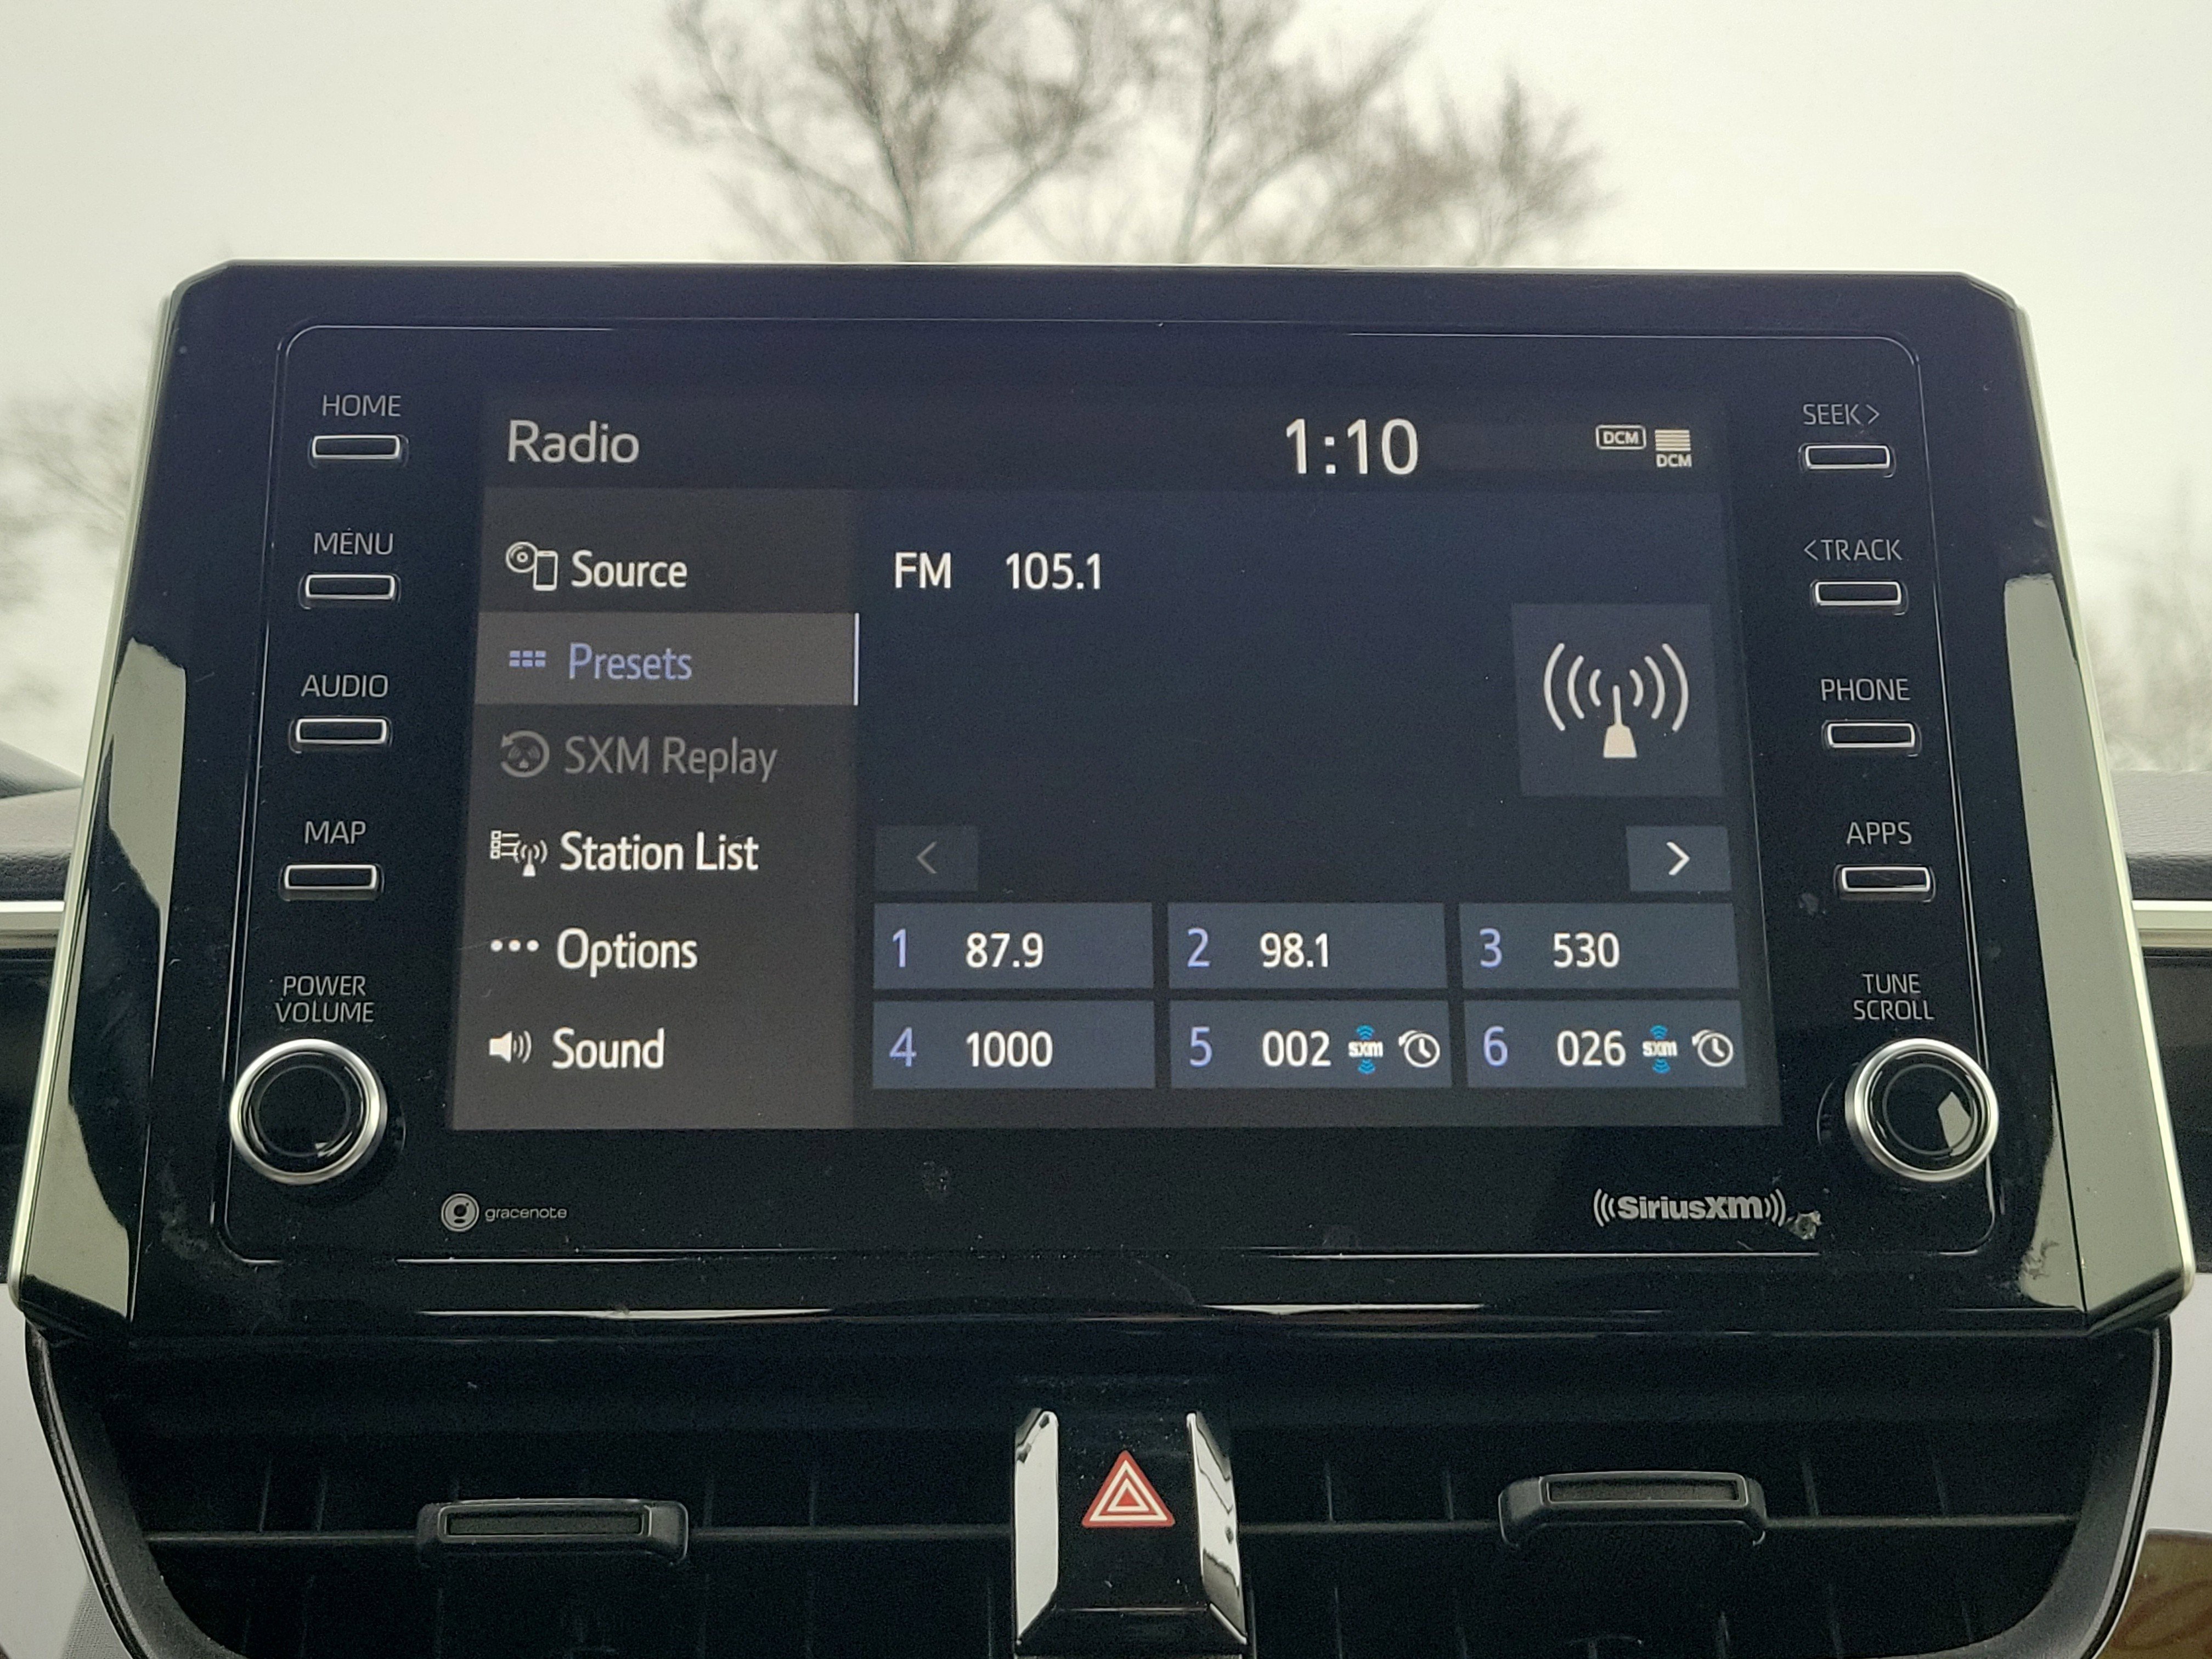 HOME
MENU
AUDIO
MAP
POWER
VOLUME
Radio
1:10
DCM
DCM
Source
Presets
SXM Replay
Station List
Options
Sound
FM 105.1
<
>
1 87.9
2 98.1
3 530
4 1000
5 002 sxm
6 026 sxm
SEEK>
<TRACK
PHONE
APPS
TUNE
SCROLL
g gracenote
((SiriusXM))